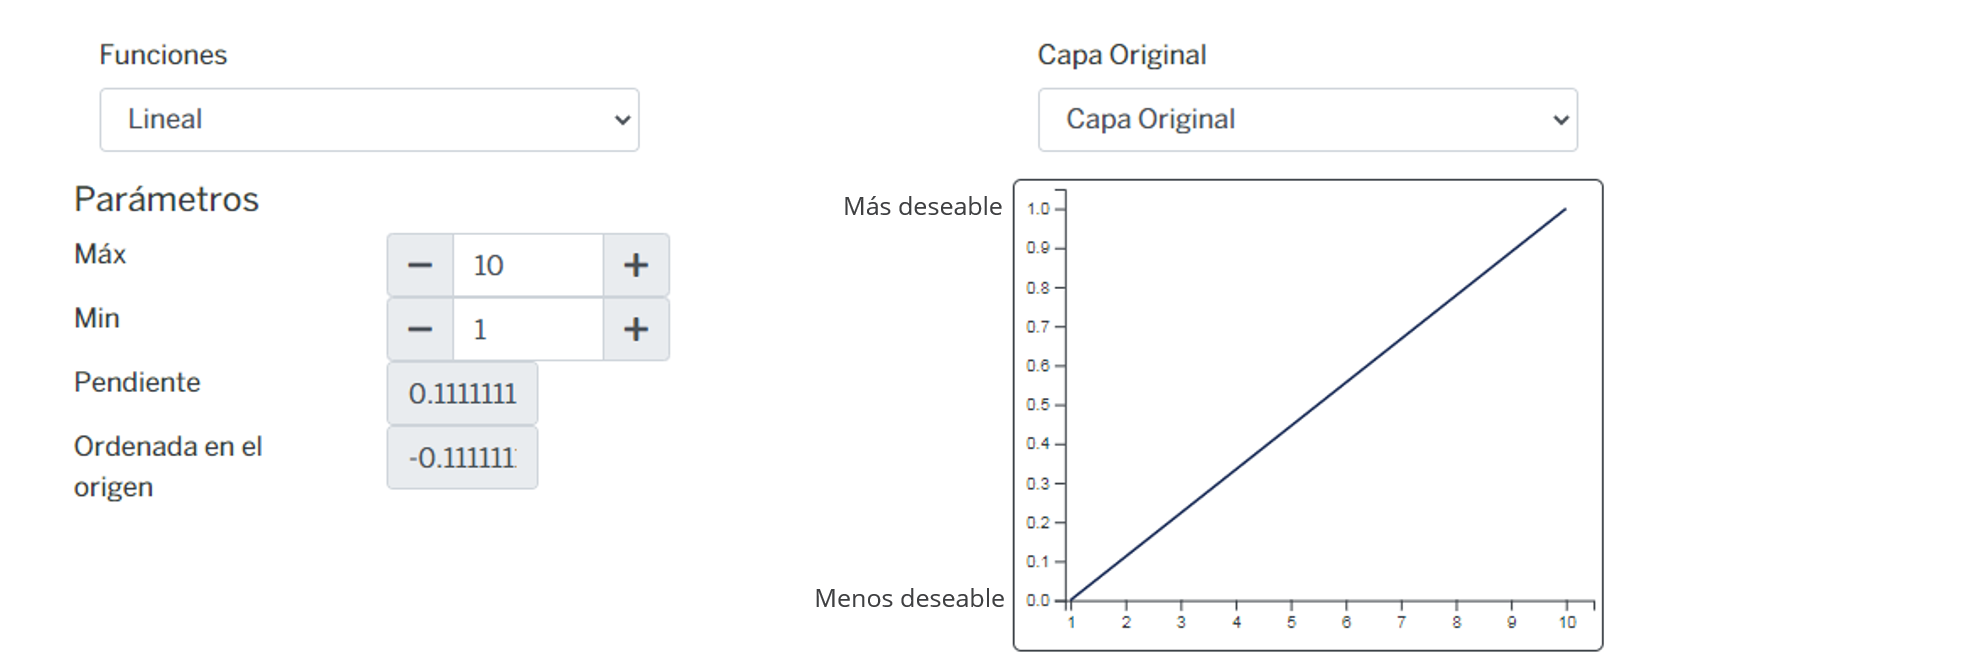 Funciones
Lineal
Parámetros
Máx
− 10 +
Min
− 1 +
Pendiente
0.1111111
Ordenada en el
origen
-0.111111
Capa Original
Capa Original
Más deseable
Menos deseable
1.0
0.9
0.8
0.7
0.6
0.5
0.4
0.3
0.2
0.1
0.0
1 2 3 4 5 6 7 8 9 10